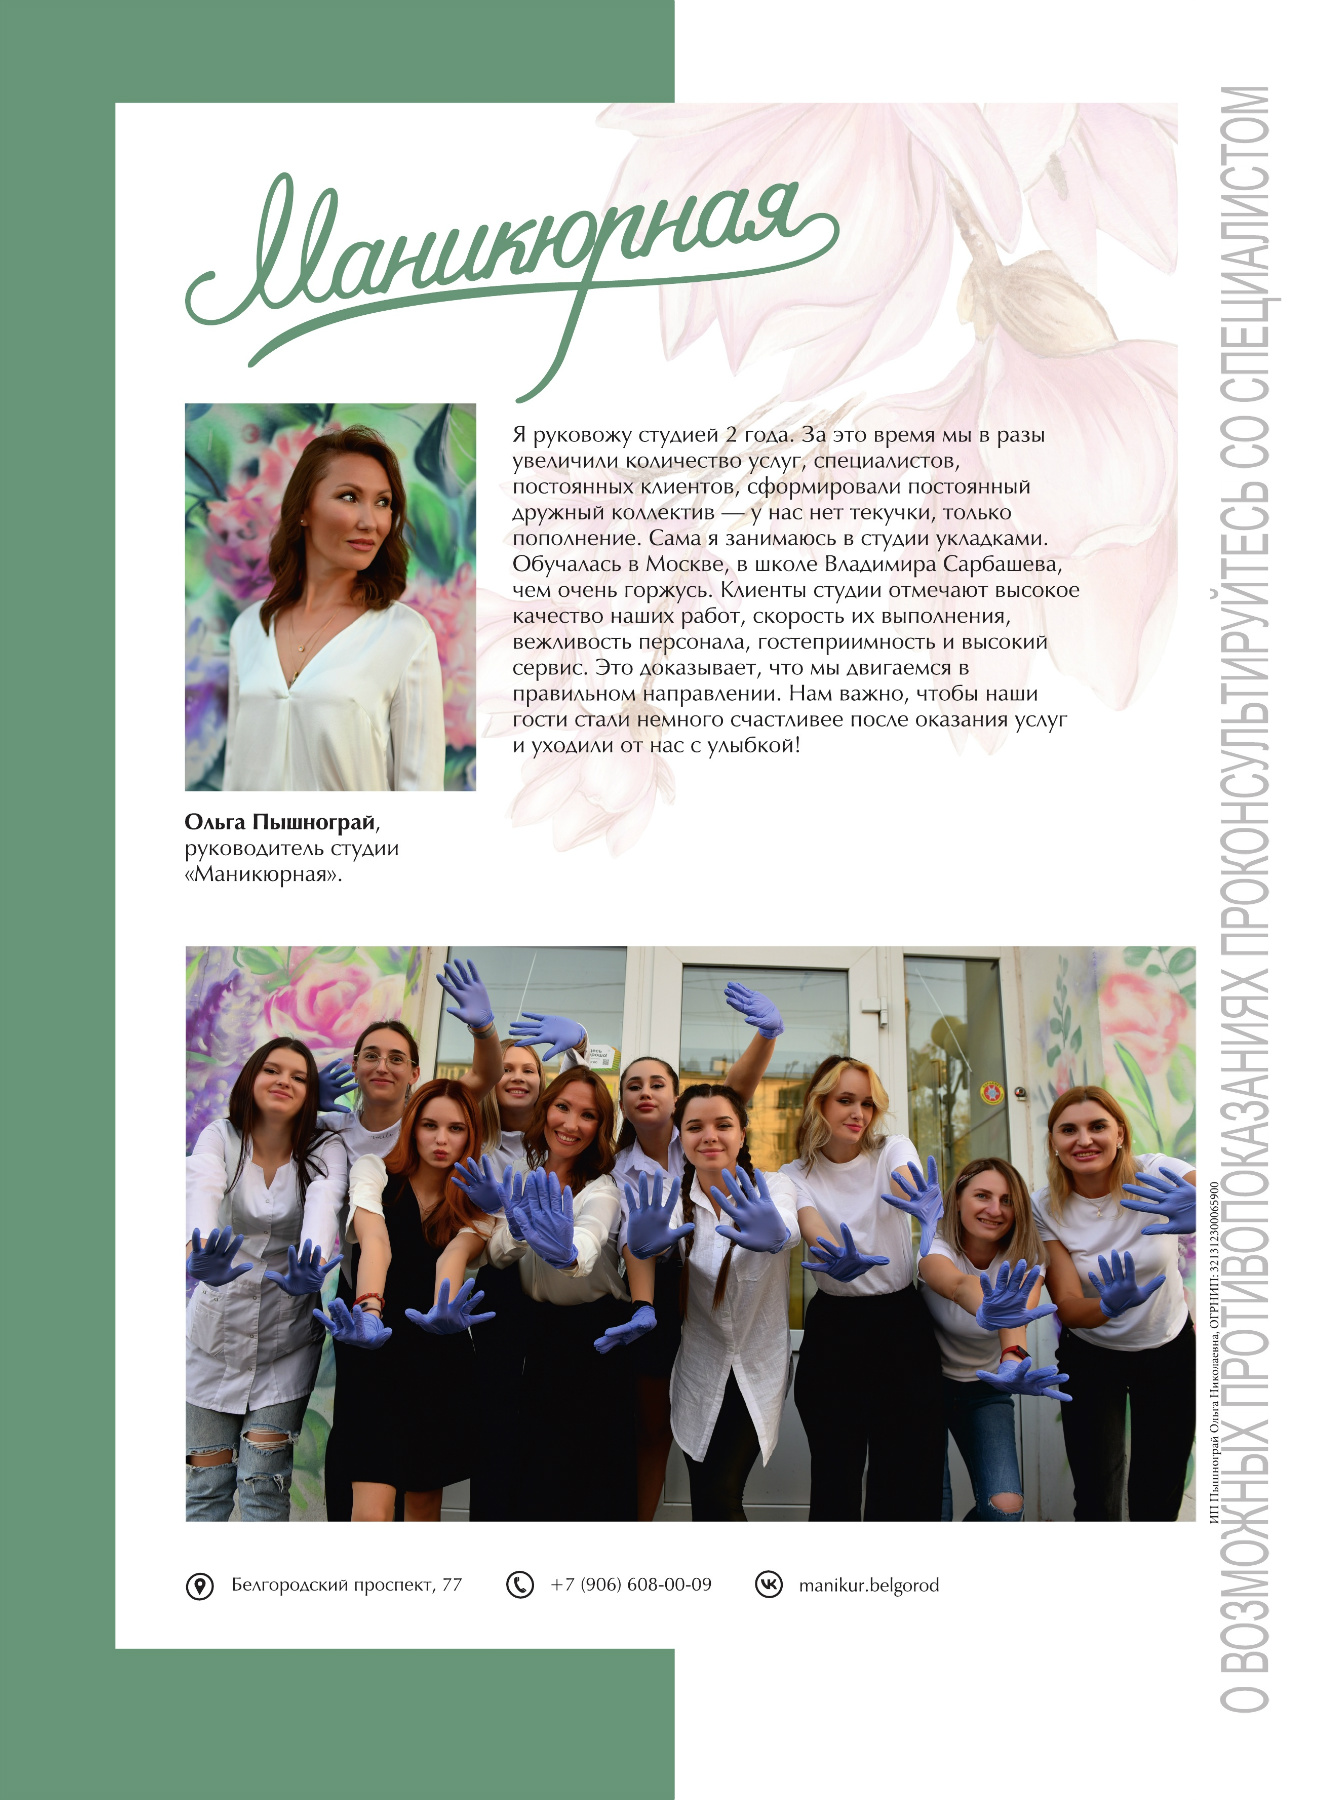 Маникюрная
Я руковожу студией 2 года. За это время мы в разы
увеличили количество услуг, специалистов,
постоянных клиентов, сформировали постоянный
дружный коллектив — у нас нет текучки, только
пополнение. Сама я занимаюсь в студии укладками.
Обучалась в Москве, в школе Владимира Сарбашева,
чем очень горжусь. Клиенты студии отмечают высокое
качество наших работ, скорость их выполнения,
вежливость персонала, гостеприимность и высокий
сервис. Это доказывает, что мы двигаемся в
правильном направлении. Нам важно, чтобы наши
гости стали немного счастливее после оказания услуг
и уходили от нас с улыбкой!
Ольга Пышнограй,
руководитель студии
«Маникюрная».
Белгородский проспект, 77
+7 (906) 608-00-09
manikur.belgorod
ИП Пышнограй Ольга Николаевна, ОГРНИП: 321312300065900
О ВОЗМОЖНЫХ ПРОТИВОПОКАЗАНИЯХ ПРОКОНСУЛЬТИРУЙТЕСЬ СО СПЕЦИАЛИСТОМ